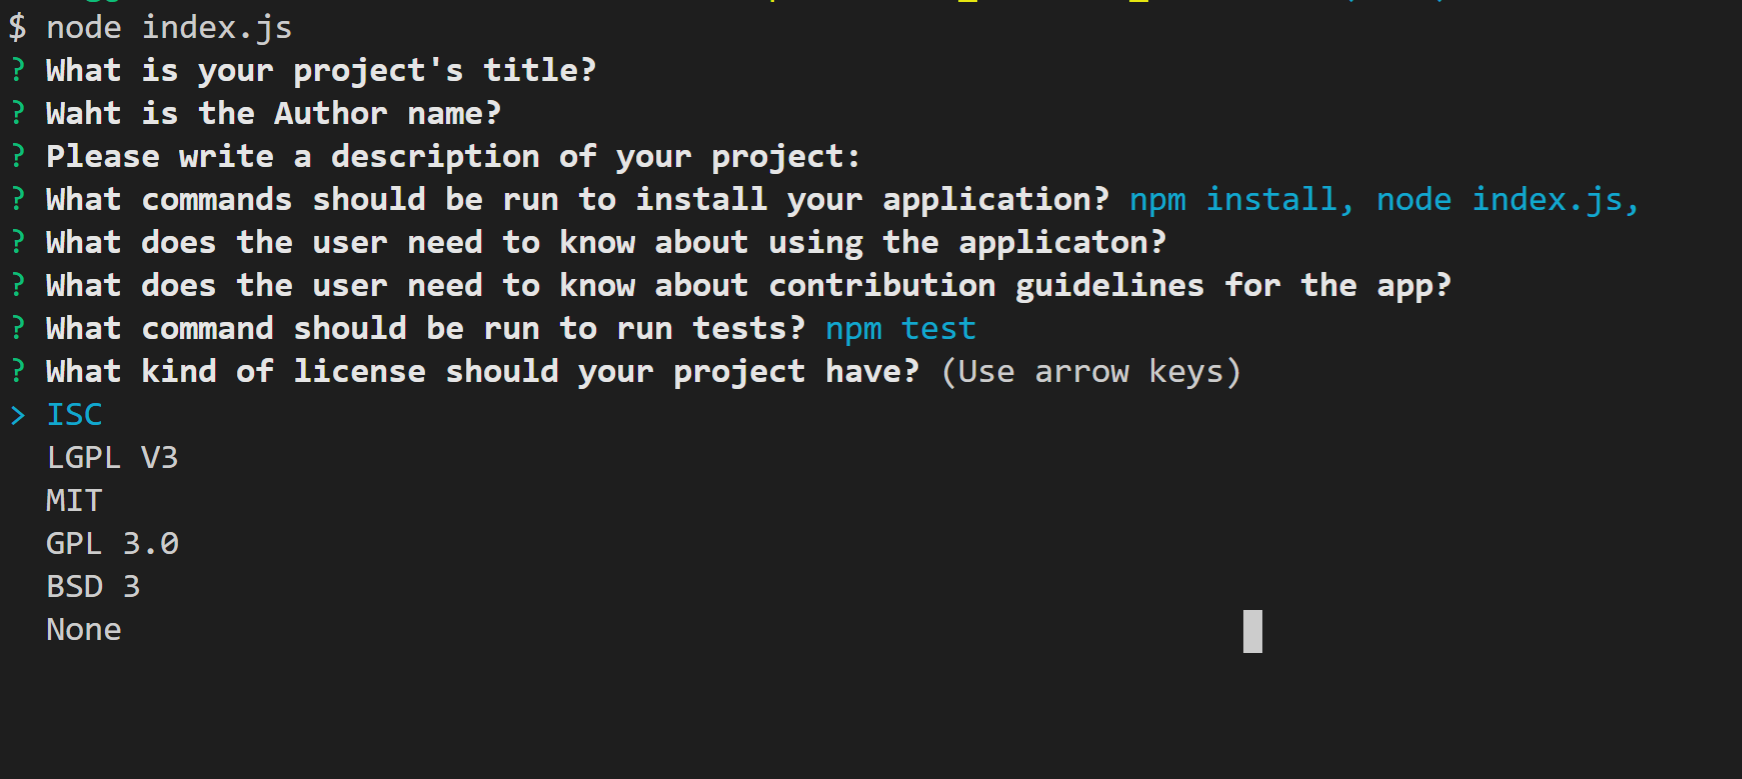 $ node index.js
? What is your project's title?
? Waht is the Author name?
? Please write a description of your project:
? What commands should be run to install your application? npm install, node index.js,
? What does the user need to know about using the applicaton?
? What does the user need to know about contribution guidelines for the app?
? What command should be run to run tests? npm test
? What kind of license should your project have? (Use arrow keys)
> ISC
LGPL V3
MIT
GPL 3.0
BSD 3
None